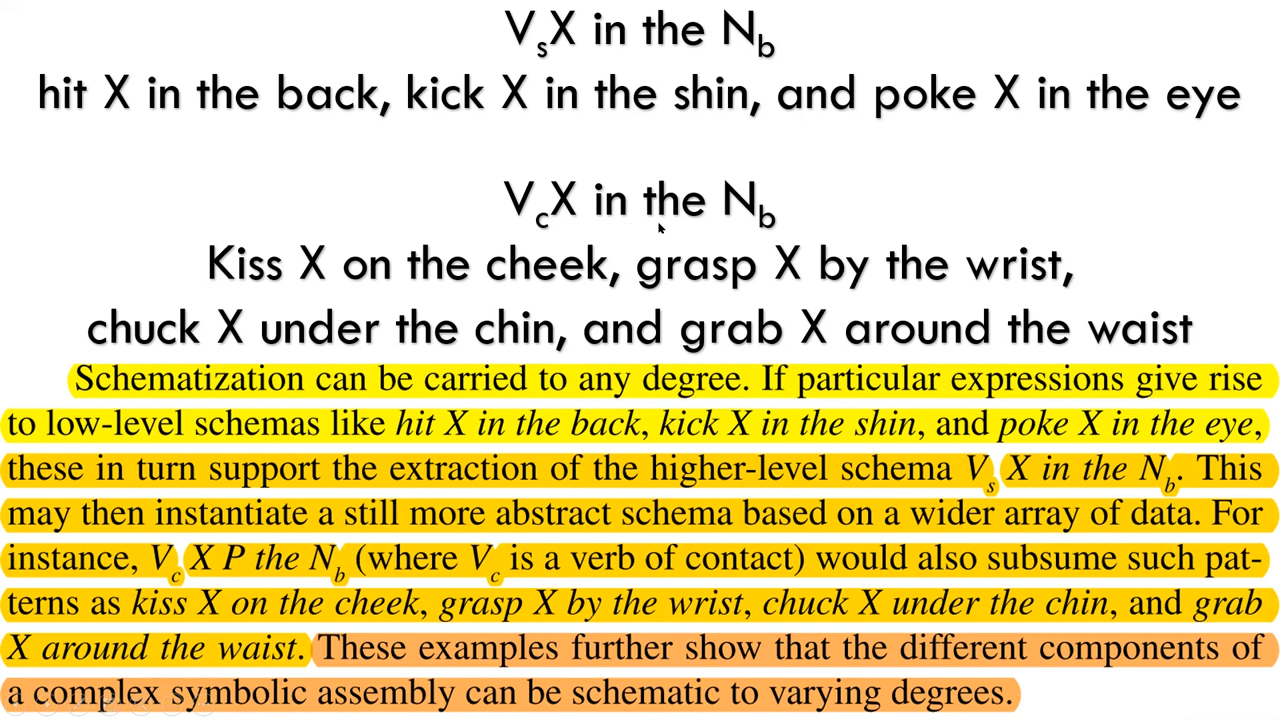 VsX in the Nb
hit X in the back, kick X in the shin, and poke X in the eye
VcX in the Nb
Kiss X on the cheek, grasp X by the wrist,
chuck X under the chin, and grab X around the waist
Schematization can be carried to any degree. If particular expressions give rise
to low-level schemas like hit X in the back, kick X in the shin, and poke X in the eye,
these in turn support the extraction of the higher-level schema Vs X in the Nb. This
may then instantiate a still more abstract schema based on a wider array of data. For
instance, Vc X P the Nb (where Vc is a verb of contact) would also subsume such pat-
terns as kiss X on the cheek, grasp X by the wrist, chuck X under the chin, and grab
X around the waist. These examples further show that the different components of
a complex symbolic assembly can be schematic to varying degrees.